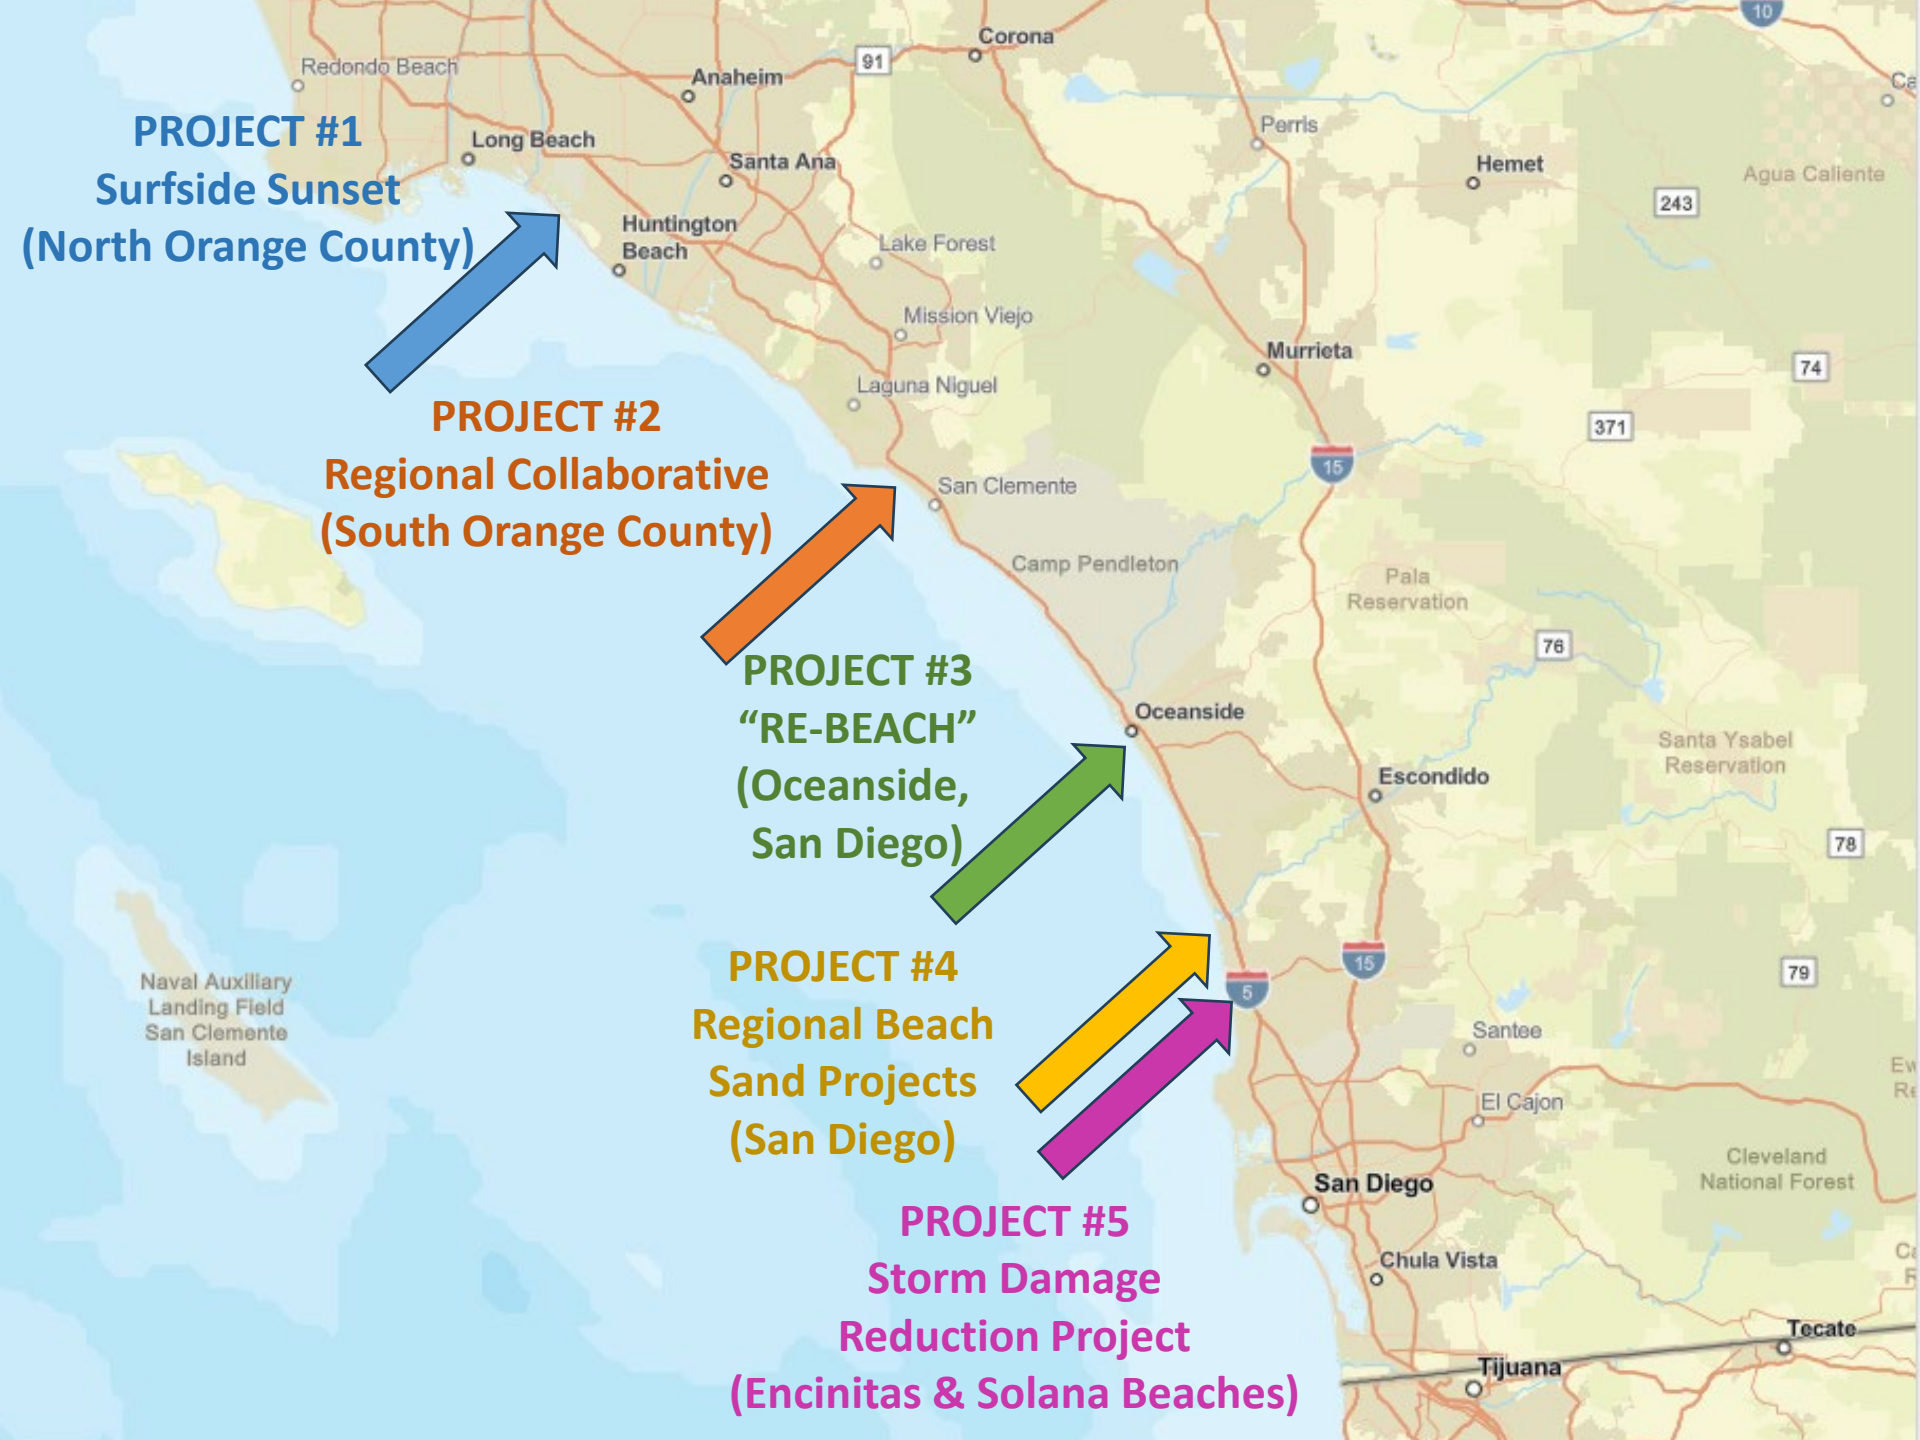 10
Corona
Redondo Beach
91
Anaheim
PROJECT #1
Surfside Sunset
(North Orange County)
Long Beach
Santa Ana
Perris
Hemet
Agua Caliente
243
Huntington
Beach
Lake Forest
Mission Viejo
Murrieta
74
Laguna Niguel
371
PROJECT #2
Regional Collaborative
(South Orange County)
15
San Clemente
Camp Pendleton
Pala
Reservation
76
PROJECT #3
“RE-BEACH”
(Oceanside,
San Diego)
Oceanside
Santa Ysabel
Reservation
Escondido
78
PROJECT #4
Regional Beach
Sand Projects
(San Diego)
15
5
79
Naval Auxiliary
Landing Field
San Clemente
Island
Santee
El Cajon
Cleveland
National Forest
San Diego
PROJECT #5
Storm Damage
Reduction Project
(Encinitas & Solana Beaches)
Chula Vista
Tecate
Tijuana